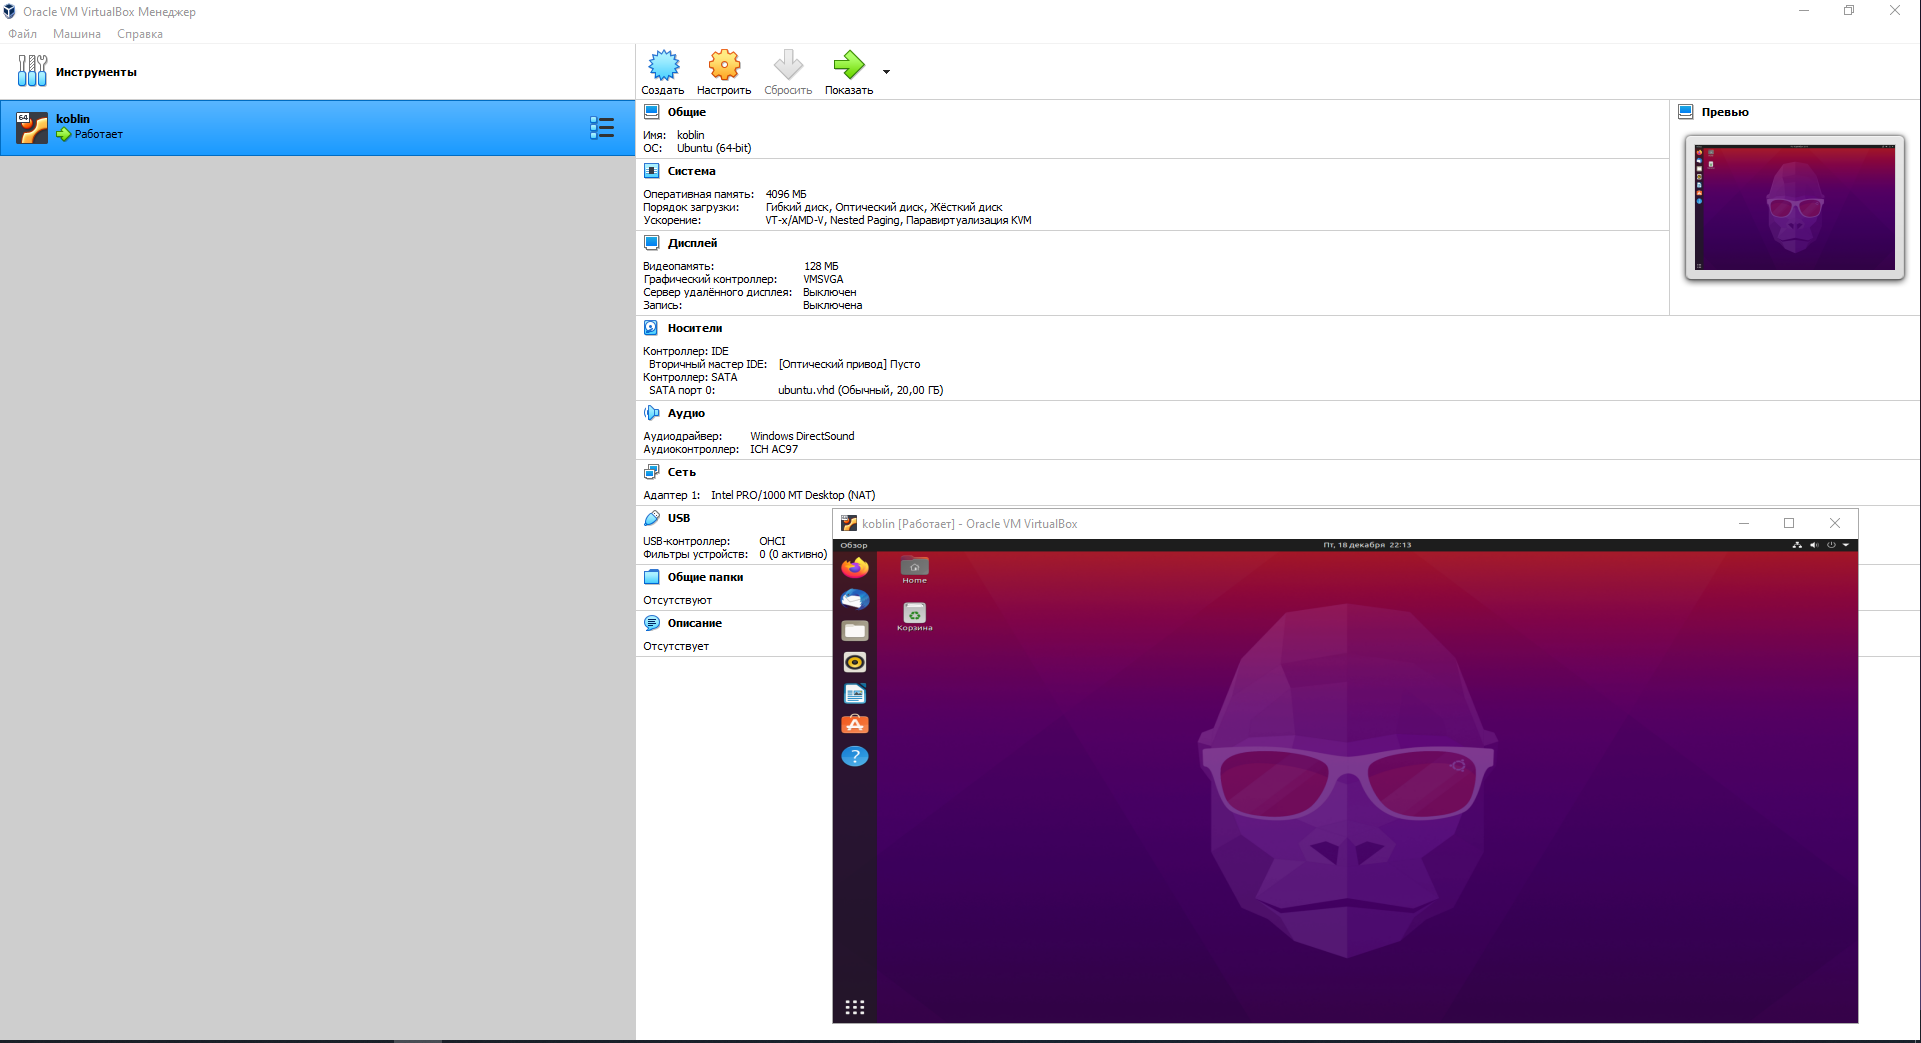 Oracle VM VirtualBox Менеджер
Файл Машина Справка
Инструменты
64
koblin
Работает
Создать Настроить Сбросить Показать
Общие
Имя: koblin
ОС: Ubuntu (64-bit)
Система
Оперативная память: 4096 МБ
Порядок загрузки: Гибкий диск, Оптический диск, Жёсткий диск
Ускорение: VT-x/AMD-V, Nested Paging, Паравиртуализация KVM
Дисплей
Видеопамять: 128 МБ
Графический контроллер: VMSVGA
Сервер удалённого дисплея: Выключен
Запись: Выключена
Носители
Контроллер: IDE
Вторичный мастер IDE: [Оптический привод] Пусто
Контроллер: SATA
SATA порт 0: ubuntu.vhd (Обычный, 20,00 ГБ)
Аудио
Аудиодрайвер: Windows DirectSound
Аудиоконтроллер: ICH AC97
Сеть
Адаптер 1: Intel PRO/1000 MT Desktop (NAT)
USB
USB-контроллер: OHCI
Фильтры устройств: 0 (0 активно)
Общие папки
Отсутствуют
Описание
Отсутствует
Превью
koblin [Работает] - Oracle VM VirtualBox
Обзор
Пт, 18 декабря 22:13
Home
Корзина